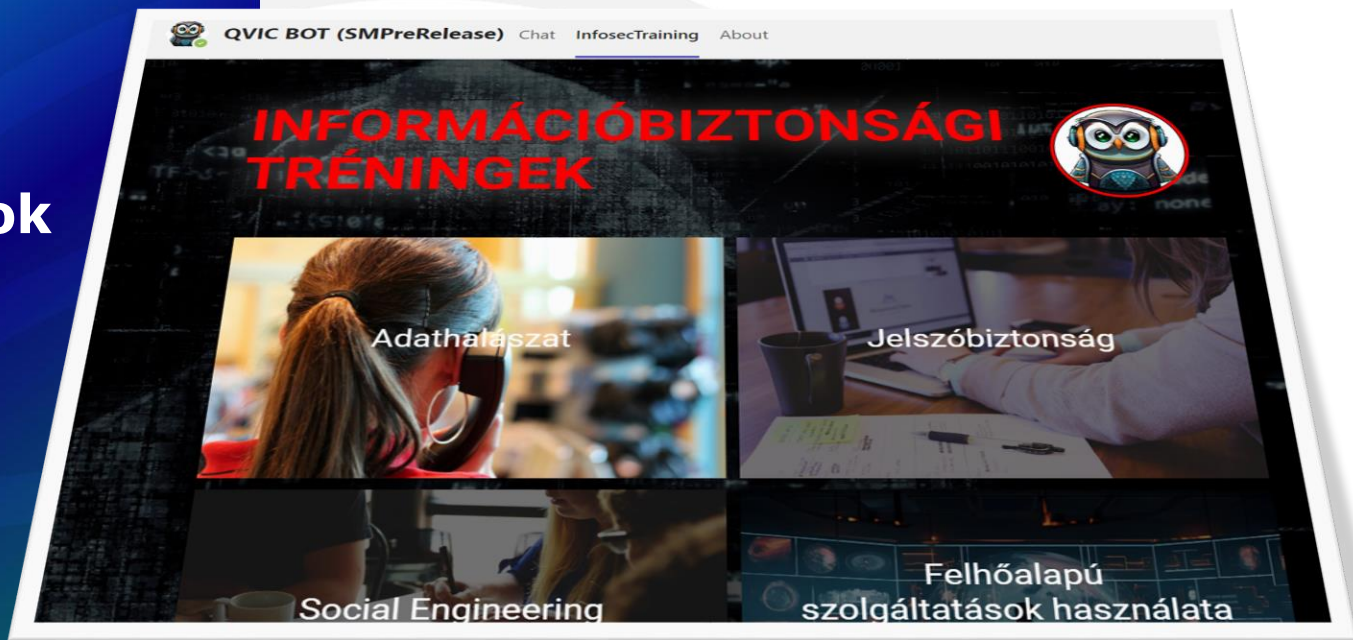 QVIC BOT (SMPreRelease) Chat InfosecTraining About
INFORMÁCIÓBIZTONSÁGI
TRÉNINGEK
ok
Adathalászat
Jelszóbiztonság
Social Engineering
Felhőalapú
szolgáltatások használata